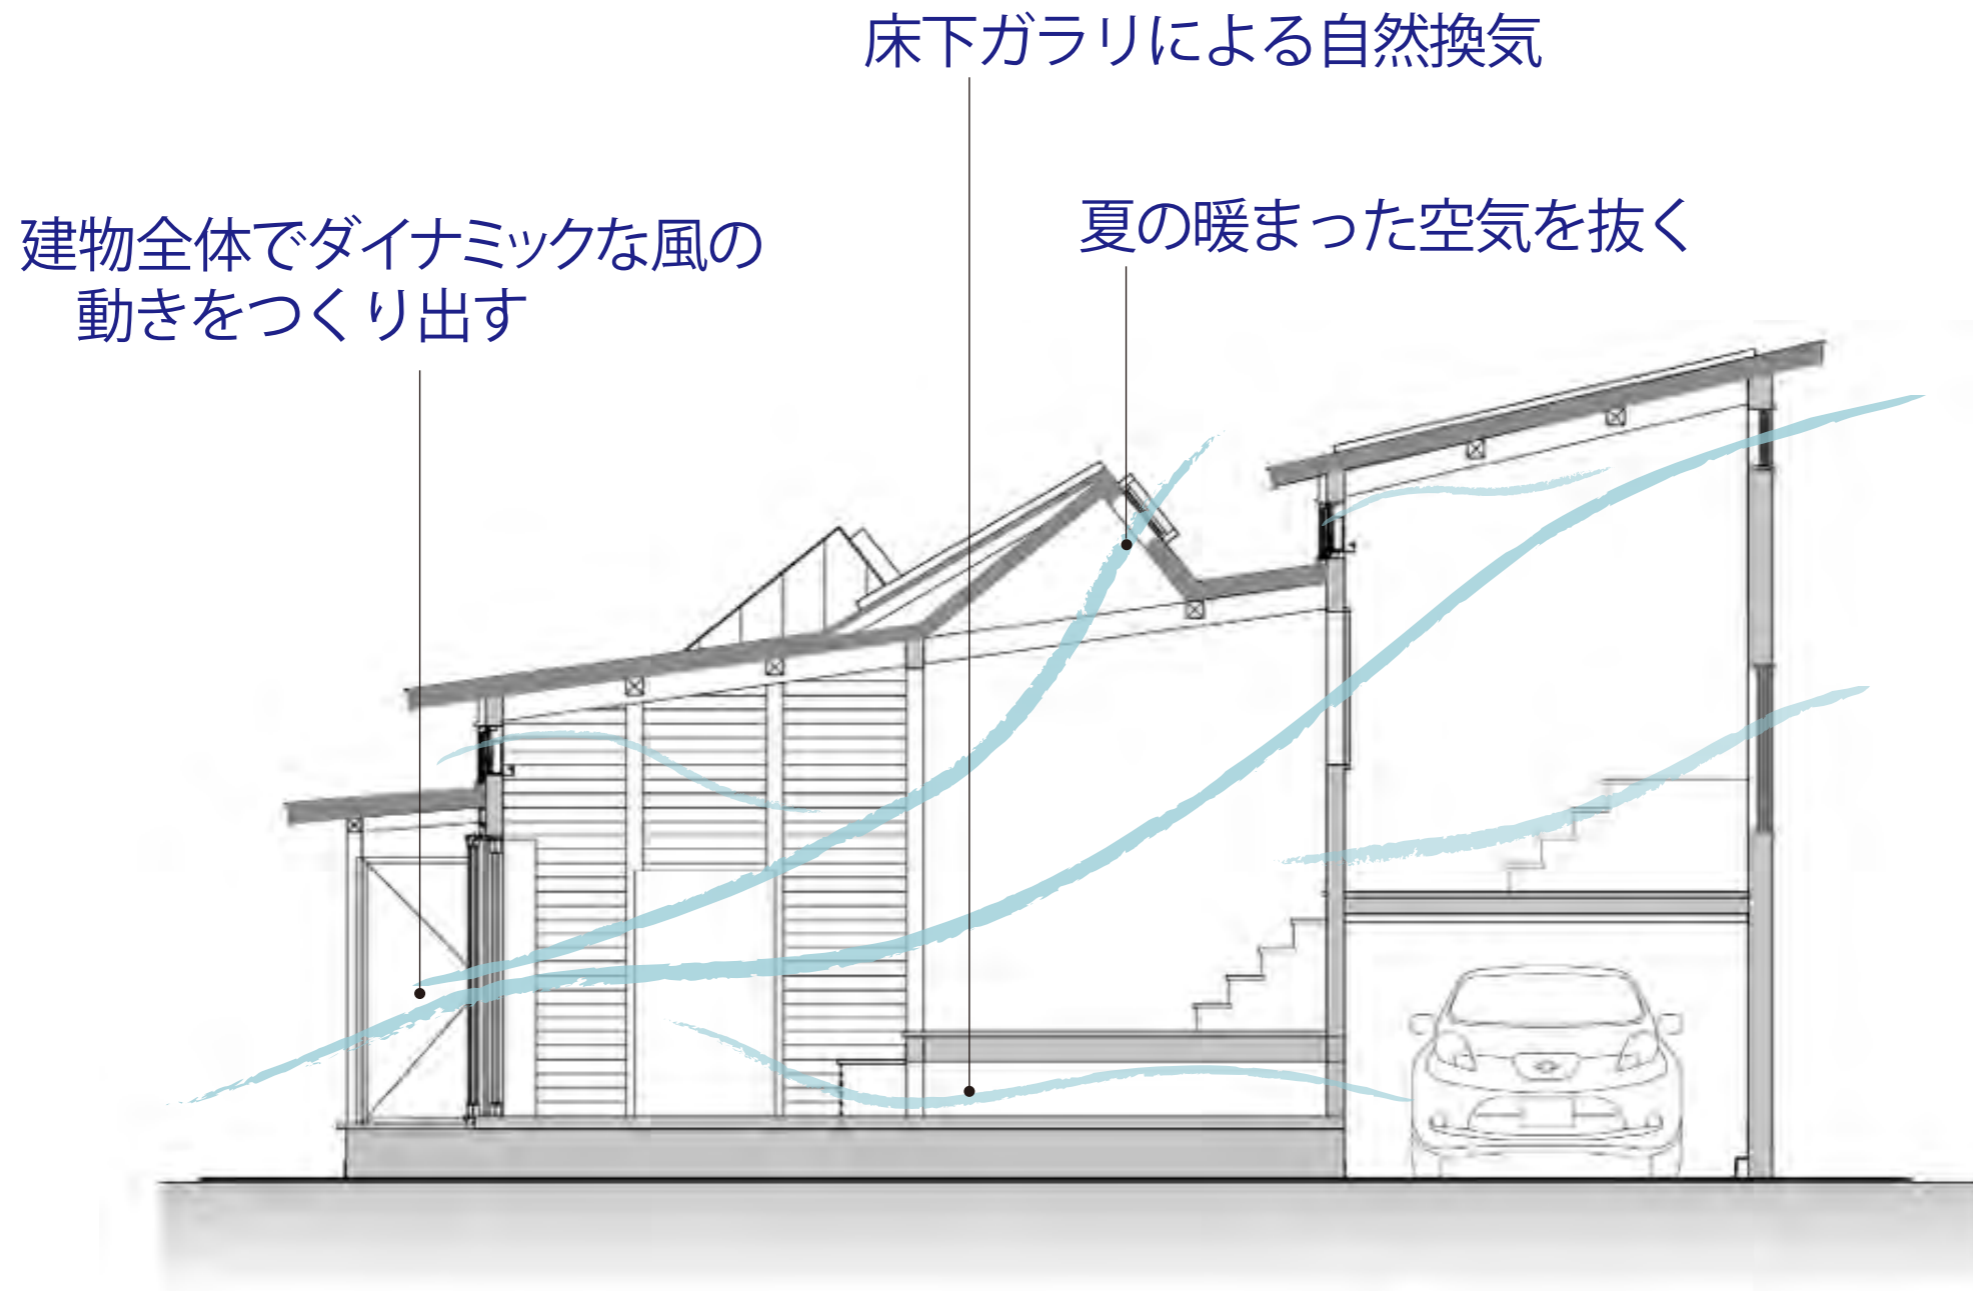 床下ガラリによる自然換気
夏の暖まった空気を抜く
建物全体でダイナミックな風の
動きをつくり出す